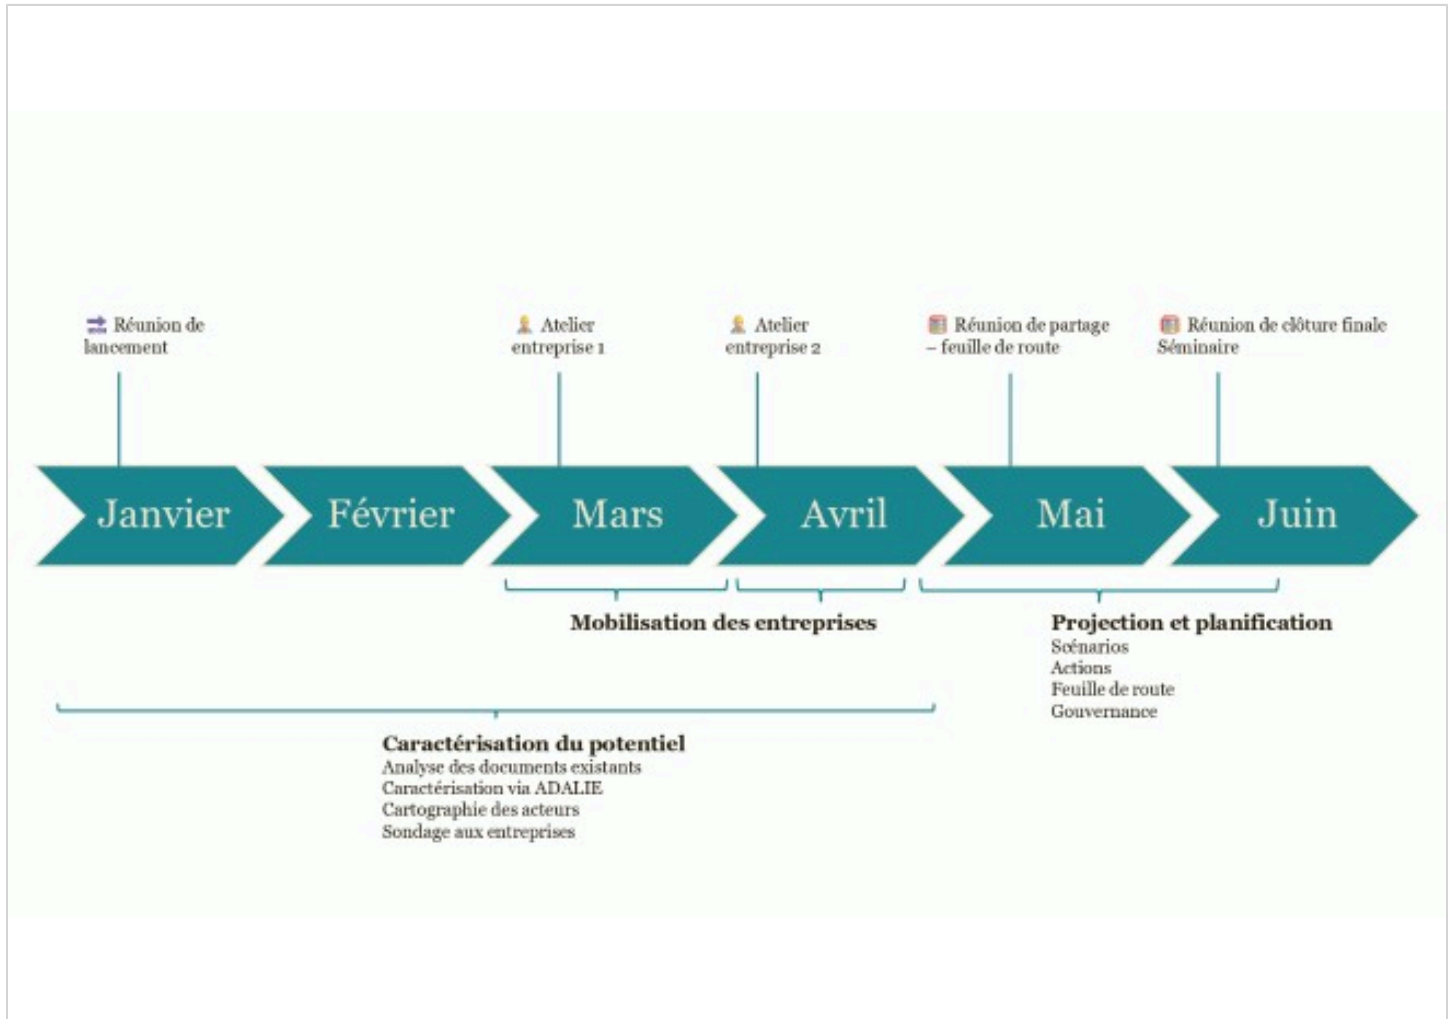 Réunion de
lancement
Atelier
entreprise 1
Atelier
entreprise 2
Réunion de partage
– feuille de route
Réunion de clôture finale
Séminaire
Janvier
Février
Mars
Avril
Mai
Juin
Mobilisation des entreprises
Projection et planification
Scénarios
Actions
Feuille de route
Gouvernance
Caractérisation du potentiel
Analyse des documents existants
Caractérisation via ADALIE
Cartographie des acteurs
Sondage aux entreprises